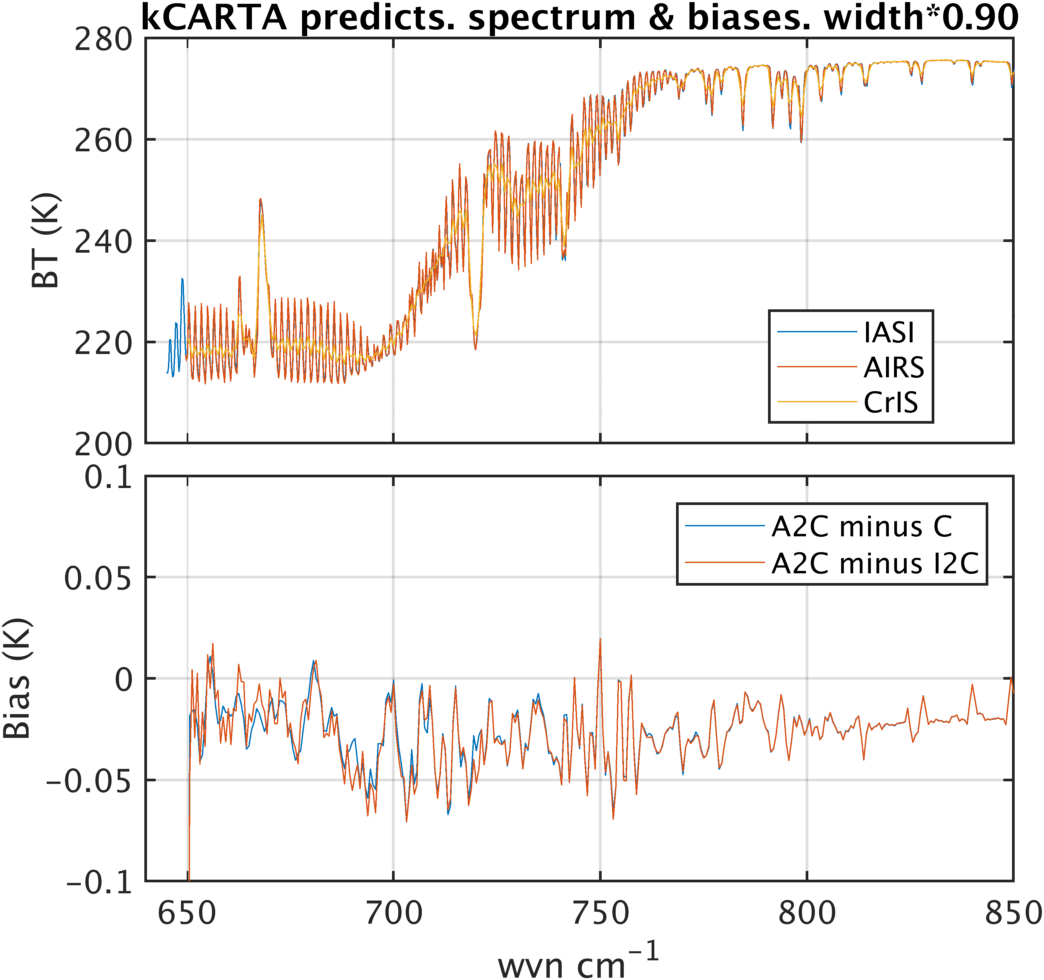 kCARTA predicts. spectrum & biases. width*0.90
280
260
240
220
200
BT (K)
IASI
AIRS
CrIS
0.1
0.05
0
−0.05
−0.1
Bias (K)
A2C minus C
A2C minus I2C
650 700 750 800 850
wvn cm⁻¹